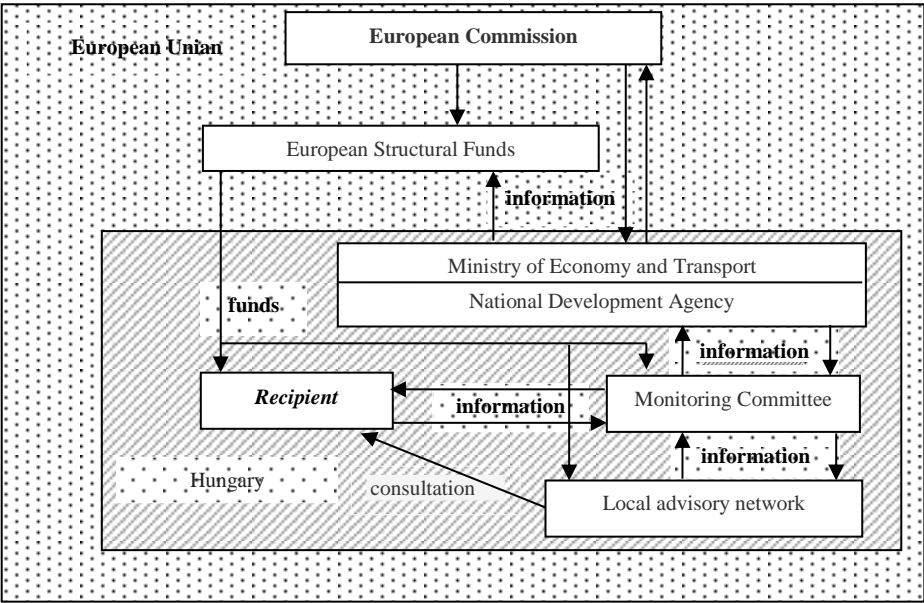 European Commission
European Unian
European Structural Funds
information
Ministry of Economy and Transport
National Development Agency
funds
information
Recipient
information
Monitoring Committee
information
Hungary
consultation
Local advisory network